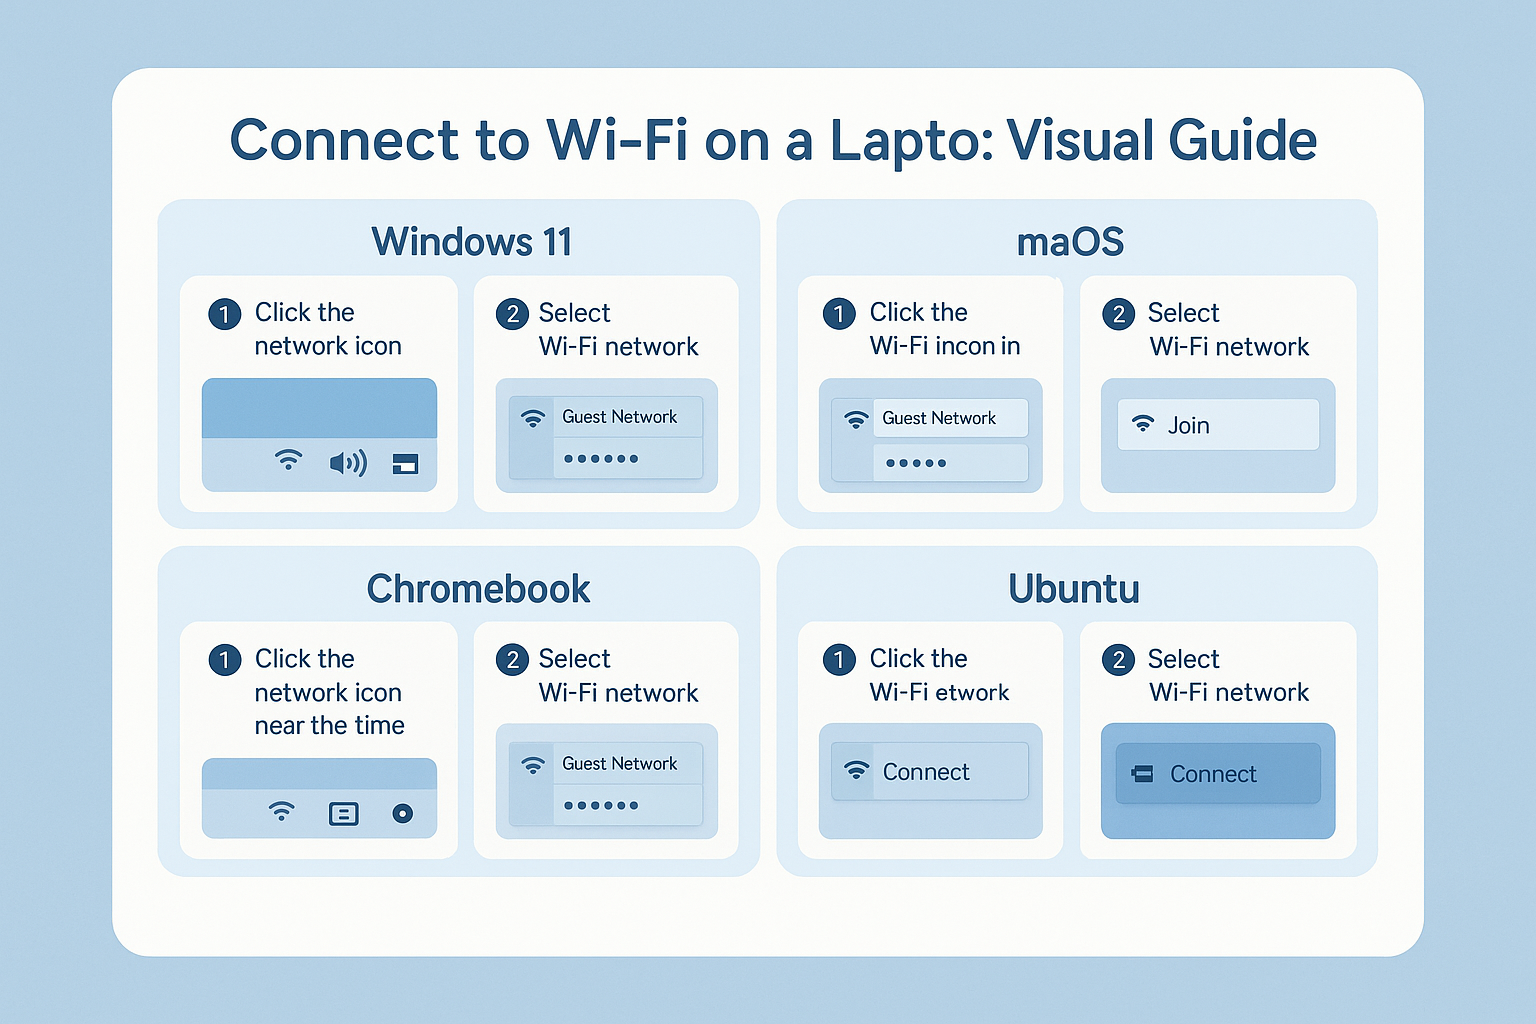 Connect to Wi-Fi on a Lapto: Visual Guide
Windows 11
1 Click the
network icon
2 Select
Wi-Fi network
Guest Network
••••••
maOS
1 Click the
Wi-Fi incon in
Guest Network
•••••
2 Select
Wi-Fi network
Join
Chromebook
1 Click the
network icon
near the time
2 Select
Wi-Fi network
Guest Network
••••••
Ubuntu
1 Click the
Wi-Fi etwork
Connect
2 Select
Wi-Fi network
Connect